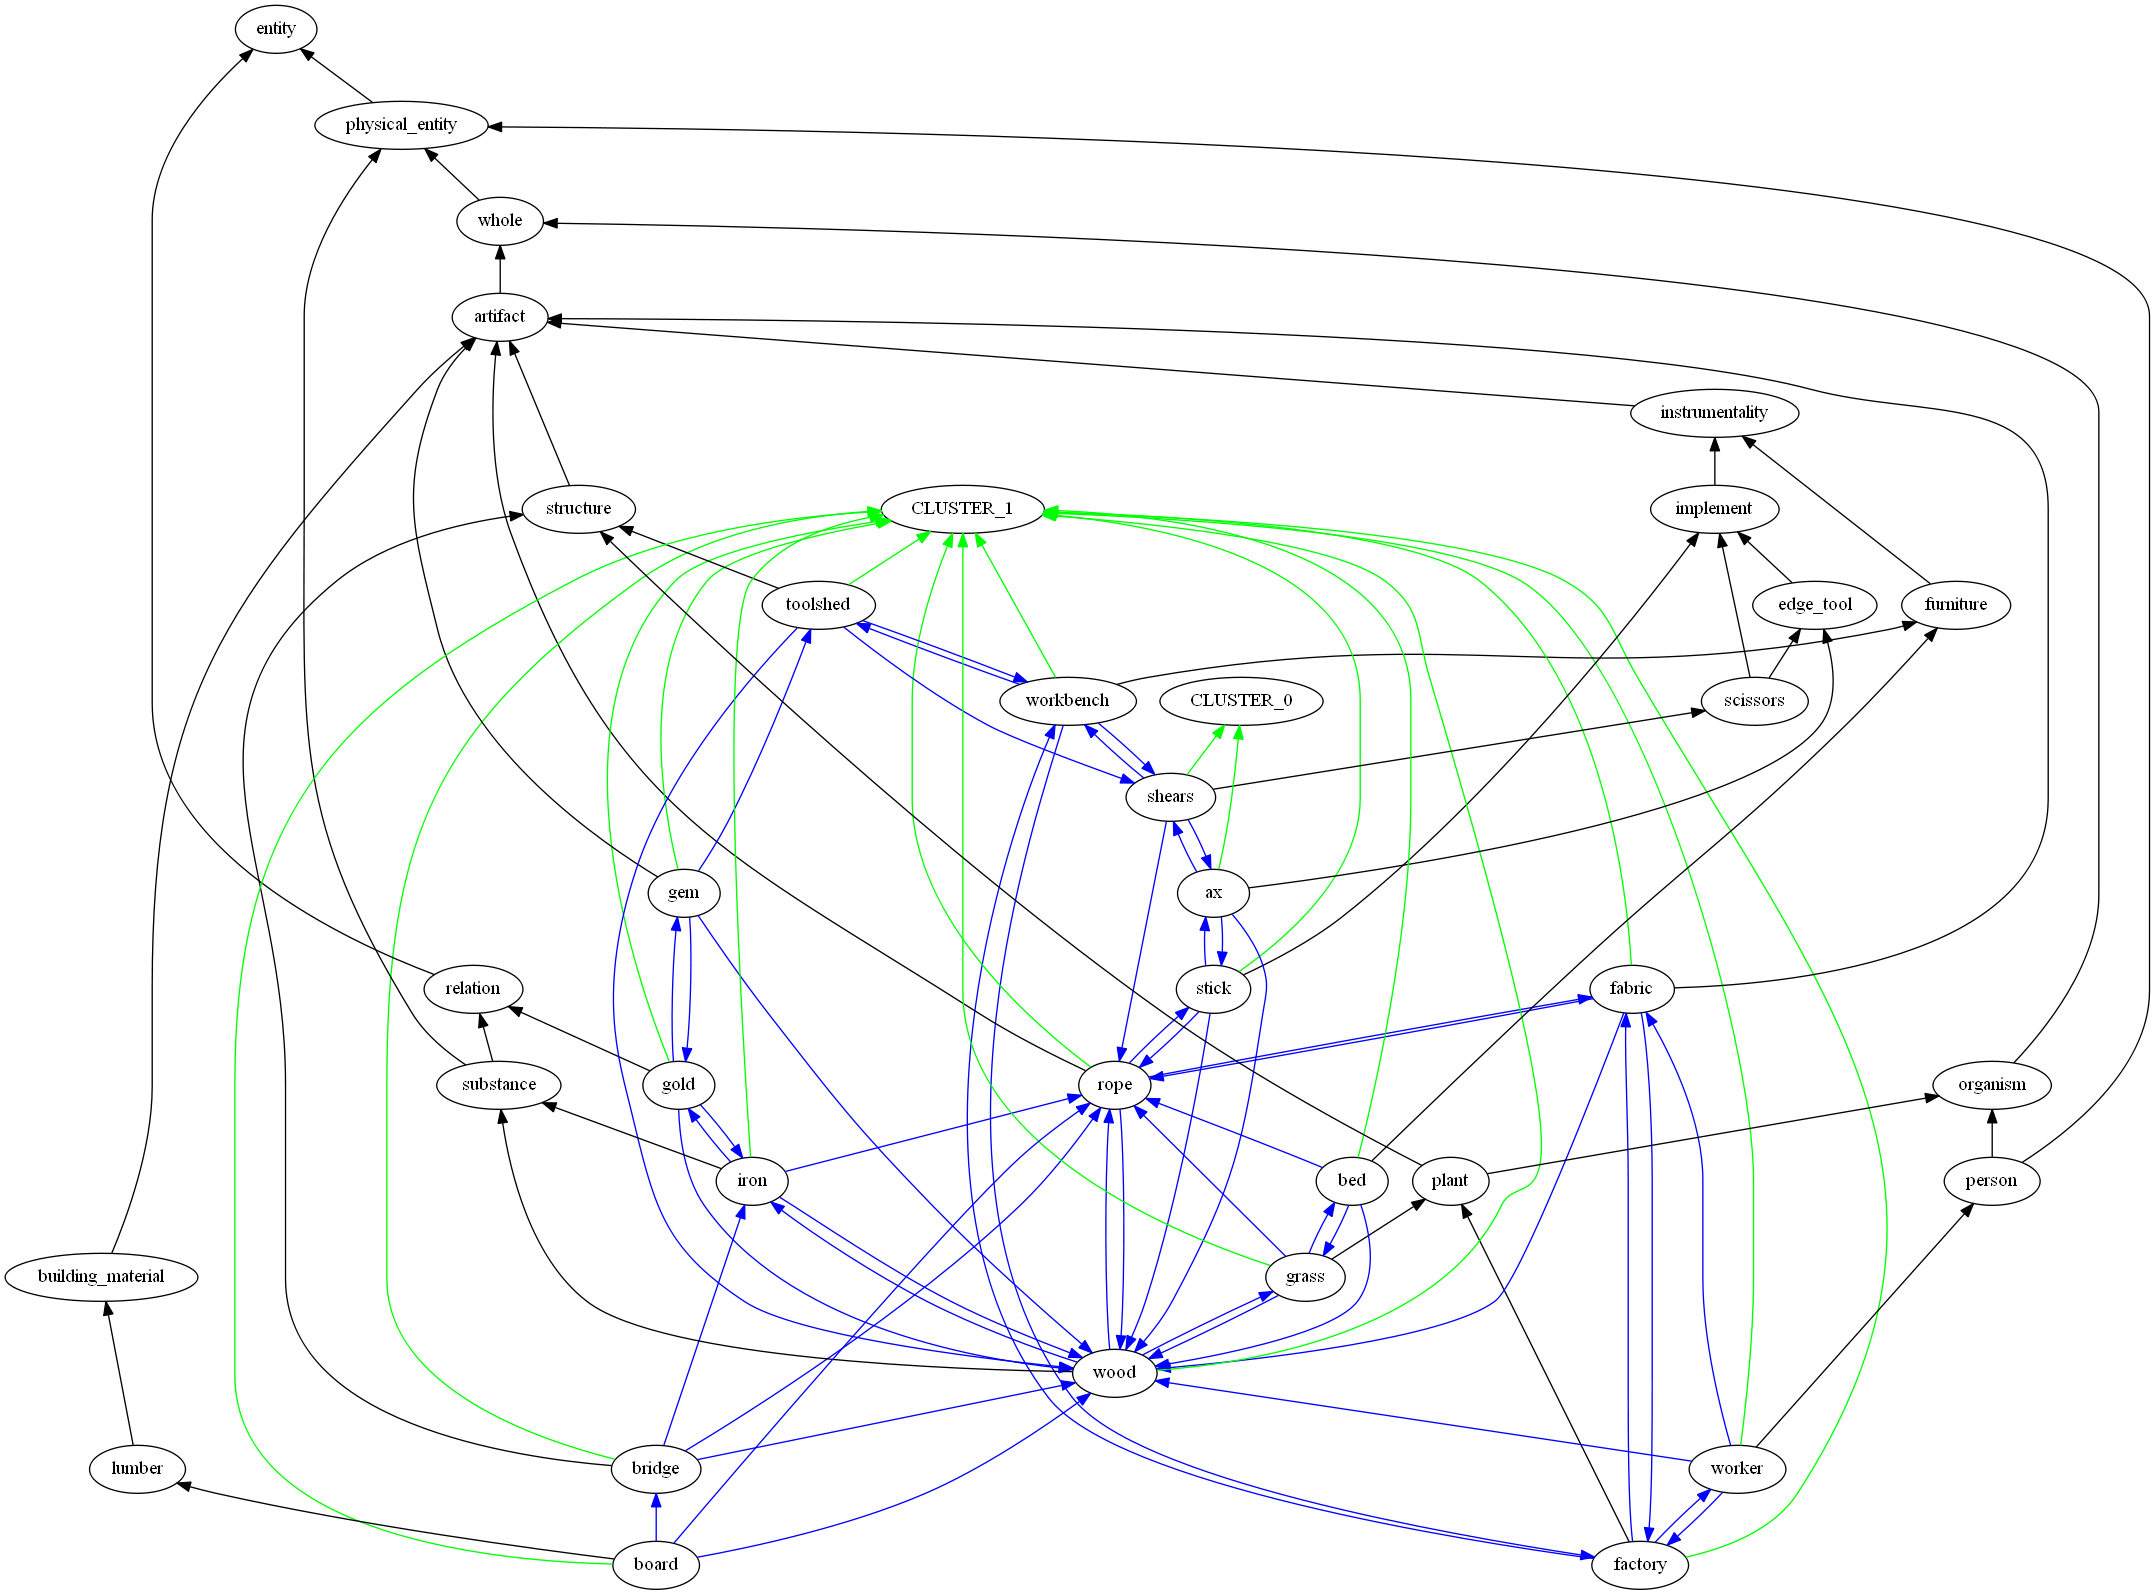 entity
physical_entity
whole
artifact
instrumentality
structure
CLUSTER_1
implement
toolshed
edge_tool
furniture
workbench
CLUSTER_0
scissors
shears
gem
ax
relation
stick
fabric
substance
gold
rope
organism
iron
bed
plant
person
building_material
grass
wood
lumber
bridge
worker
board
factory